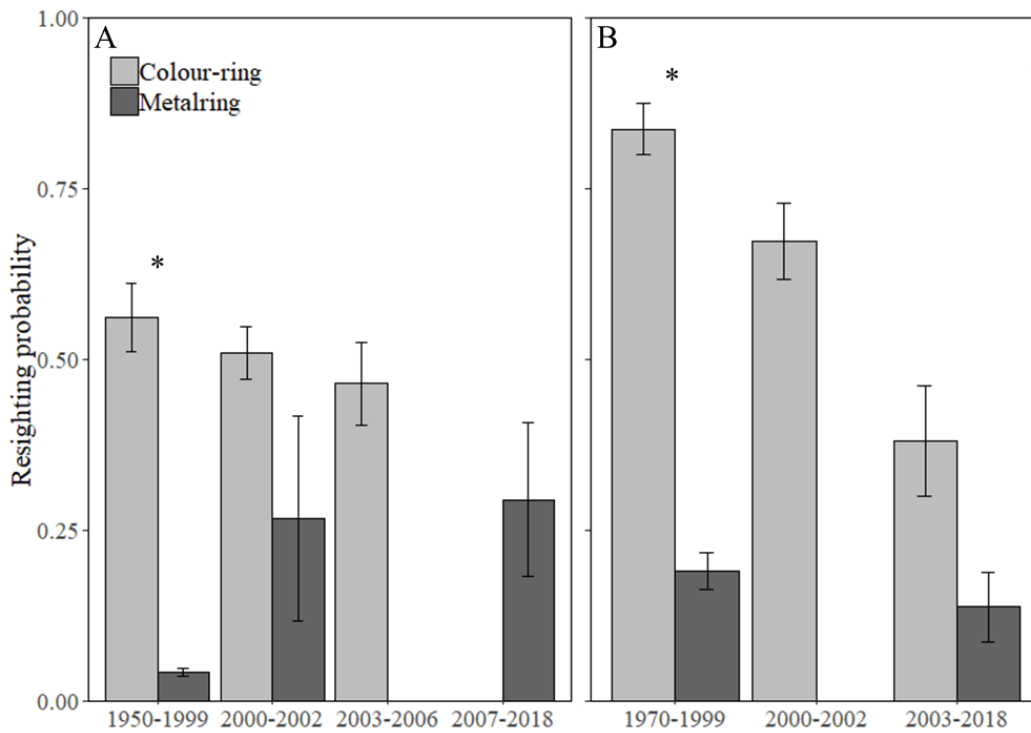 A
B
Colour-ring
Metalring
*
*
Resighting probability
1.00
0.75
0.50
0.25
0.00
1950-1999
2000-2002
2003-2006
2007-2018
1970-1999
2000-2002
2003-2018